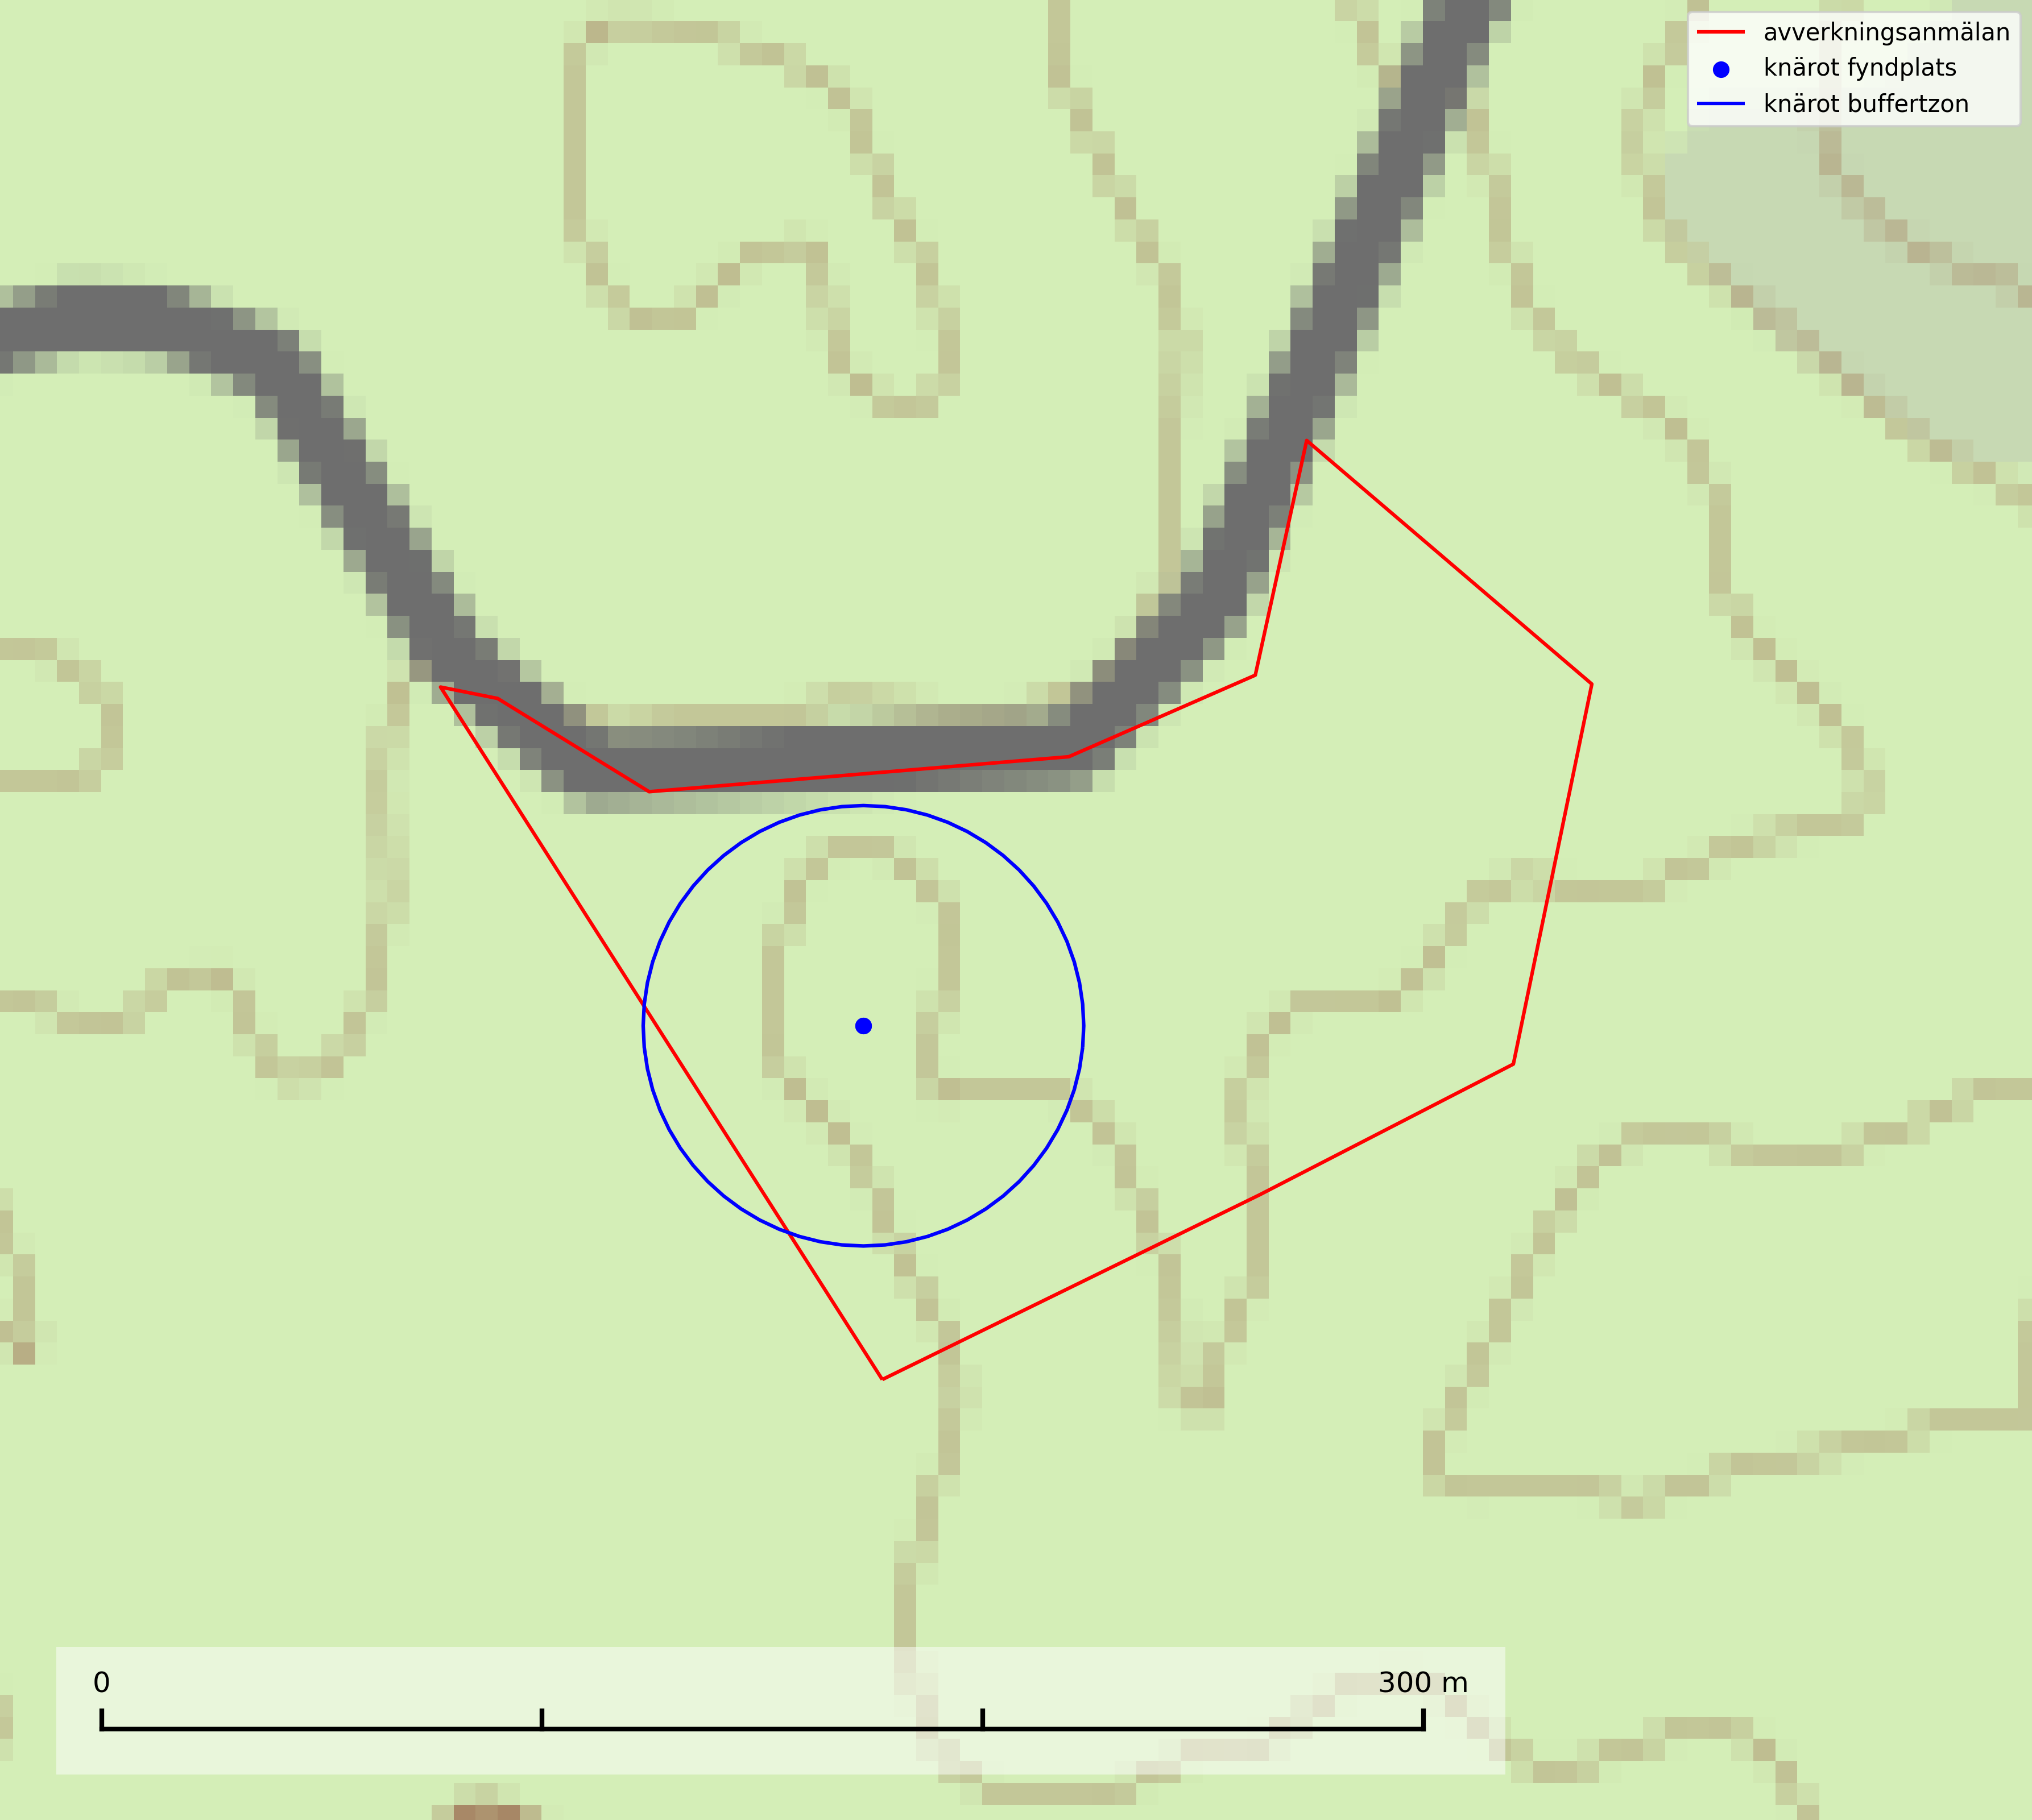 avverkningsanmälan
knärot fyndplats
knärot buffertzon
0
300 m